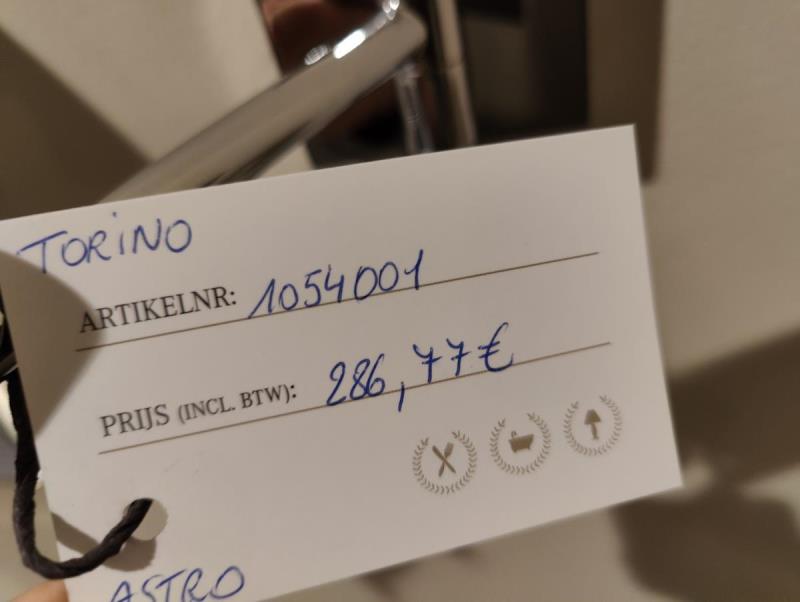 TORINO
ARTIKELNR: 1054001
PRIJS (INCL. BTW): 286,77€
ASTRO